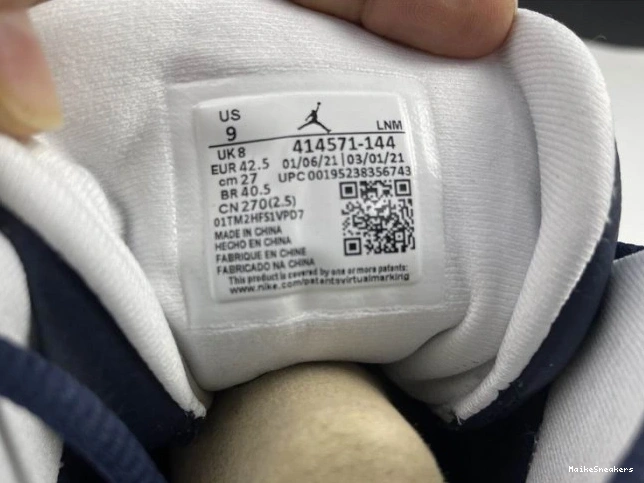 US
9
LNM
UK 8
414571-144
EUR 42.5
01/06/21 | 03/01/21
cm 27
UPC 00195238356743
BR 40.5
CN 270(2.5)
01TM2HFS1VPD7
MADE IN CHINA
HECHO EN CHINA
FABRIQUE EN CHINE
FABRICADO NA CHINA
This product is covered by one or more patents:
www.nike.com/patentsvirtualmarking
MaikeSneakers